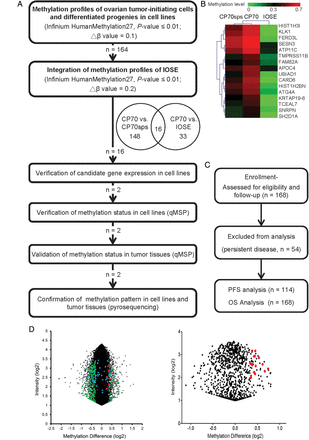 A
Methylation profiles of ovarian tumor-initiating cells
and differentiated progenies in cell lines
(Infinium HumanMethylation27, P-value ≤ 0.01;
△β value = 0.1)
n = 164
Integration of methylation profiles of IOSE
(Infinium HumanMethylation27, P-value ≤ 0.01;
△β value = 0.2)
CP70 vs.
CP70sps
148
16
CP70 vs.
IOSE
33
n = 16
Verification of candidate gene expression in cell lines
n = 2
Verification of methylation status in cell lines (qMSP)
n = 2
Validation of methylation status in tumor tissues (qMSP)
n = 2
Confirmation of methylation pattern in cell lines and
tumor tissues (pyrosequencing)
B
Methylation level
0.1
0.7
CP70sps CP70 IOSE
HIST1H3
KLK1
FERD3L
SESN3
ATP11C
TMPRSS11B
FAM82A
APOC4
UBIAD1
CARD6
HIST1H2BN
ATG4A
KRTAP19-6
TCEAL7
SNRPN
SH2D1A
C
Enrollment-
Assessed for eligibility and
follow-up (n = 168)
Excluded from analysis
(persistent disease, n = 54)
PFS analysis (n = 114)
OS Analysis (n = 168)
D
Intensity (log2)
Methylation Difference (log2)
Intensity (log2)
Methylation Difference (log2)